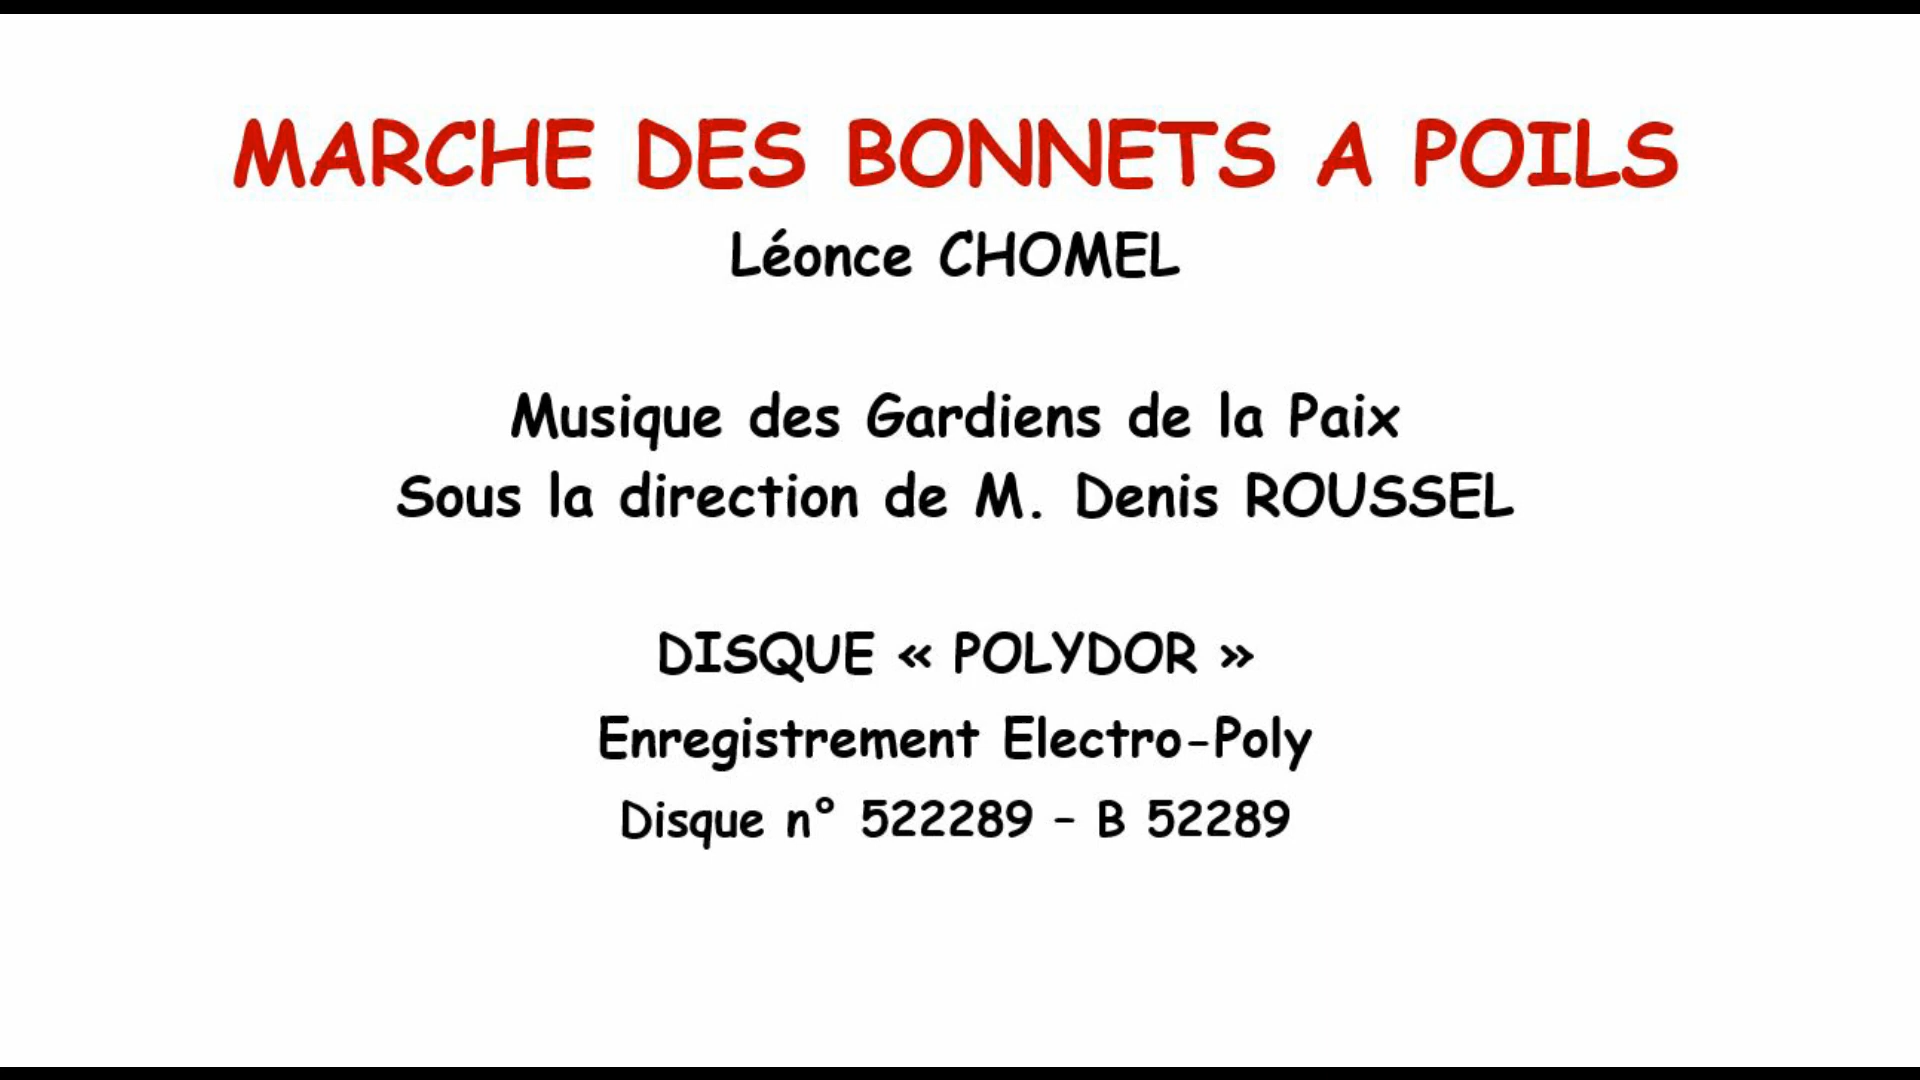 MARCHE DES BONNETS A POILS
Léonce CHOMEL
Musique des Gardiens de la Paix
Sous la direction de M. Denis ROUSSEL
DISQUE « POLYDOR »
Enregistrement Electro-Poly
Disque n° 522289 – B 52289